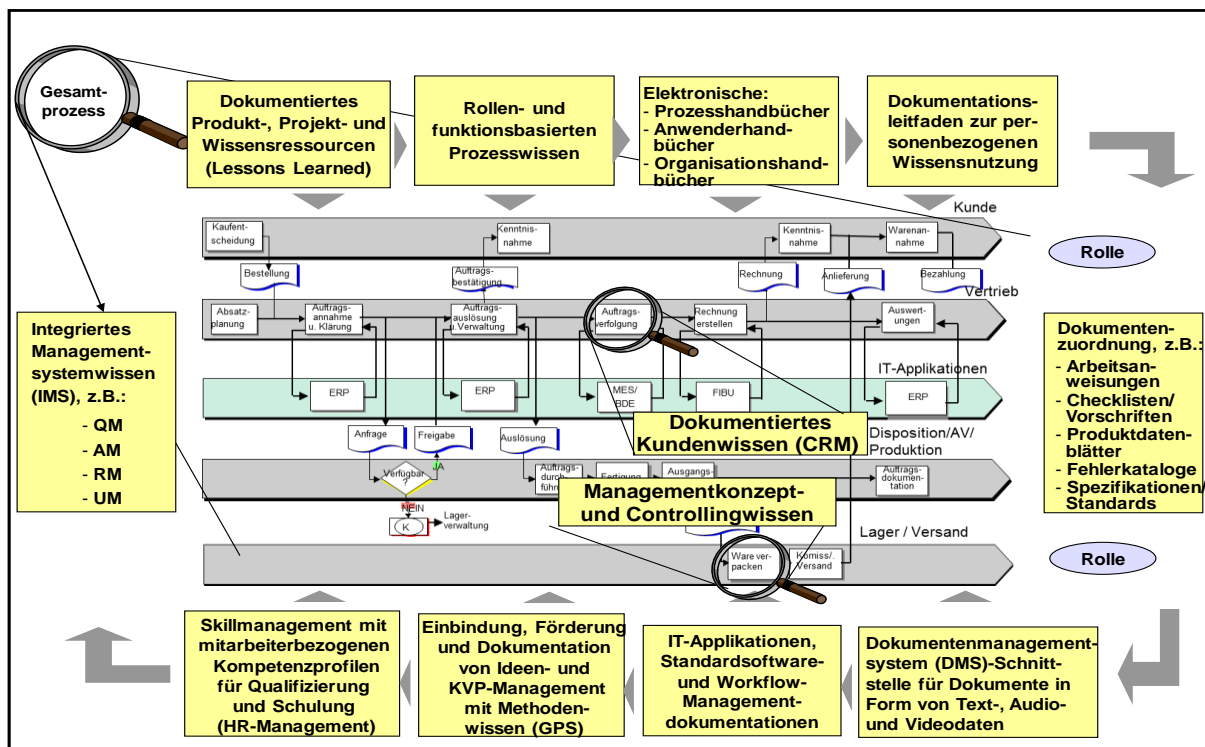 Gesamt-
prozess
Dokumentiertes
Produkt-, Projekt- und
Wissensressourcen
(Lessons Learned)
Rollen- und
funktionsbasierten
Prozesswissen
Elektronische:
- Prozesshandbücher
- Anwenderhand-
bücher
- Organisationshand-
bücher
Dokumentations-
leitfaden zur per-
sonenbezogenen
Wissensnutzung
Kunde
Kaufent-
scheidung
Kenntnis-
nahme
Kenntnis-
nahme
Warenan-
nahme
Rolle
Bestellung
Auftrags-
bestätigung
Rechnung
Anlieferung
Bezahlung
Vertrieb
Absatz-
planung
Auftrags-
annahme
u. Klärung
Auftrags-
auslösung
u.Verwaltung
Auftrags-
verfolgung
Rechnung
erstellen
Auswer-
tungen
Integriertes
Management-
systemwissen
(IMS), z.B.:
- QM
- AM
- RM
- UM
Dokumenten-
zuordnung, z.B.:
- Arbeitsan-
weisungen
- Checklisten/
Vorschriften
- Produktdaten-
blätter
- Fehlerkataloge
- Spezifikationen/
Standards
IT-Applikationen
ERP
ERP
MES/
BDE
FIBU
ERP
Dokumentiertes
Kundenwissen (CRM)
Disposition/AV/
Produktion
Anfrage
Freigabe
Auslösung
Verfügbar
?
JA
NEIN
K
Lager-
verwaltung
Auftrags-
durch-
führu
Fertigung
Ausgangs-
Auftrags-
dokumen-
tation
Managementkonzept-
und Controllingwissen
Lager / Versand
Ware ver-
packen
Komiss/.
Versand
Rolle
Skillmanagement mit
mitarbeiterbezogenen
Kompetenzprofilen
für Qualifizierung
und Schulung
(HR-Management)
Einbindung, Förderung
und Dokumentation
von Ideen- und
KVP-Management
mit Methoden-
wissen (GPS)
IT-Applikationen,
Standardsoftware-
und Workflow-
Management-
dokumentationen
Dokumentenmanagement-
system (DMS)-Schnitt-
stelle für Dokumente in
Form von Text-, Audio-
und Videodaten